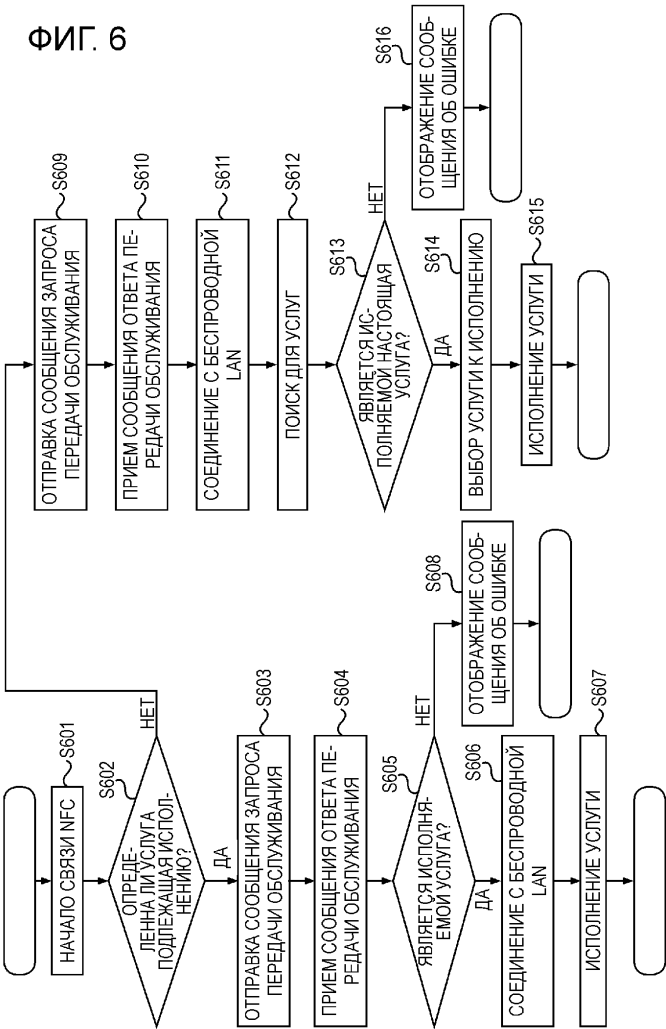 ФИГ. 6
S601
НАЧАЛО СВЯЗИ NFC
S602
ОПРЕДЕ-
ЛЕННА ЛИ УСЛУГА
ПОДЛЕЖАЩАЯ ИСПОЛ-
НЕНИЮ?
НЕТ
ДА
S603
ОТПРАВКА СООБЩЕНИЯ ЗАПРОСА
ПЕРЕДАЧИ ОБСЛУЖИВАНИЯ
S604
ПРИЕМ СООБЩЕНИЯ ОТВЕТА ПЕ-
РЕДАЧИ ОБСЛУЖИВАНИЯ
S605
ЯВЛЯЕТСЯ ИСПОЛНЯ-
ЕМОЙ УСЛУГА?
НЕТ
ДА
S606
СОЕДИНЕНИЕ С БЕСПРОВОДНОЙ
LAN
S607
ИСПОЛНЕНИЕ УСЛУГИ
S608
ОТОБРАЖЕНИЕ СООБ-
ЩЕНИЯ ОБ ОШИБКЕ
S609
ОТПРАВКА СООБЩЕНИЯ ЗАПРОСА
ПЕРЕДАЧИ ОБСЛУЖИВАНИЯ
S610
ПРИЕМ СООБЩЕНИЯ ОТВЕТА ПЕ-
РЕДАЧИ ОБСЛУЖИВАНИЯ
S611
СОЕДИНЕНИЕ С БЕСПРОВОДНОЙ
LAN
S612
ПОИСК ДЛЯ УСЛУГ
S613
ЯВЛЯЕТСЯ ИС-
ПОЛНЯЕМОЙ НАСТОЯЩАЯ
УСЛУГА?
НЕТ
ДА
S614
ВЫБОР УСЛУГИ К ИСПОЛНЕНИЮ
S615
ИСПОЛНЕНИЕ УСЛУГИ
S616
ОТОБРАЖЕНИЕ СООБ-
ЩЕНИЯ ОБ ОШИБКЕ